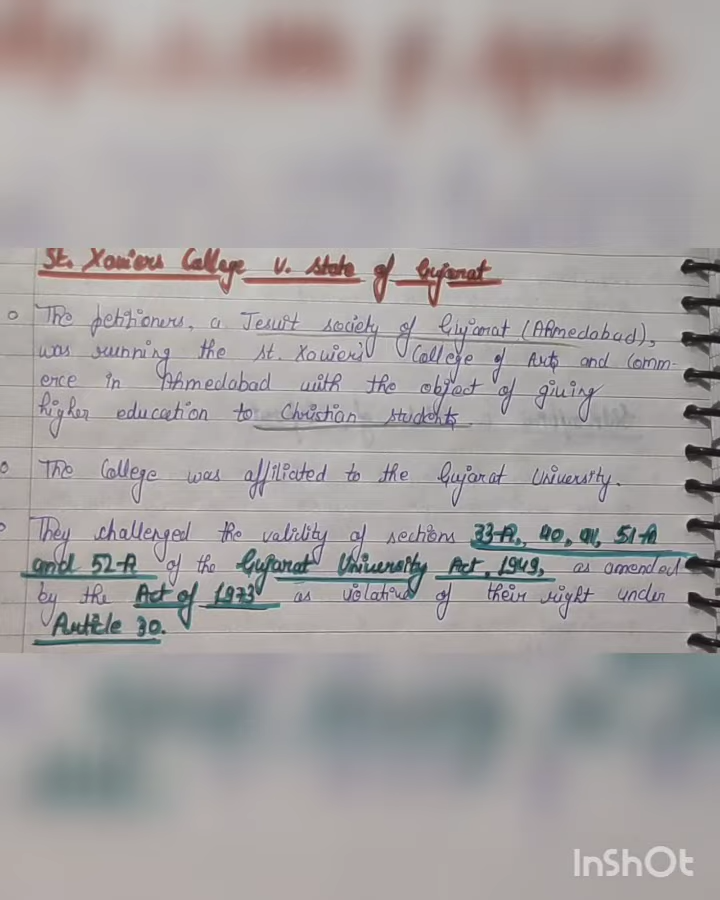 St. Xaviers College v. State of Gujarat
The petitioners, a Jesuit society of Gujarat (Ahmedabad),
was running the St. Xavier's College of Arts and Comm-
erce in Ahmedabad with the object of giving
higher education to Christian students.
The College was affiliated to the Gujarat University.
They challenged the validity of sections 33-A, 40, 41, 51-A
and 52-A of the Gujarat University Act, 1949, as amended
by the Act of 1973 as violative of their right under
Article 30.
InShOt